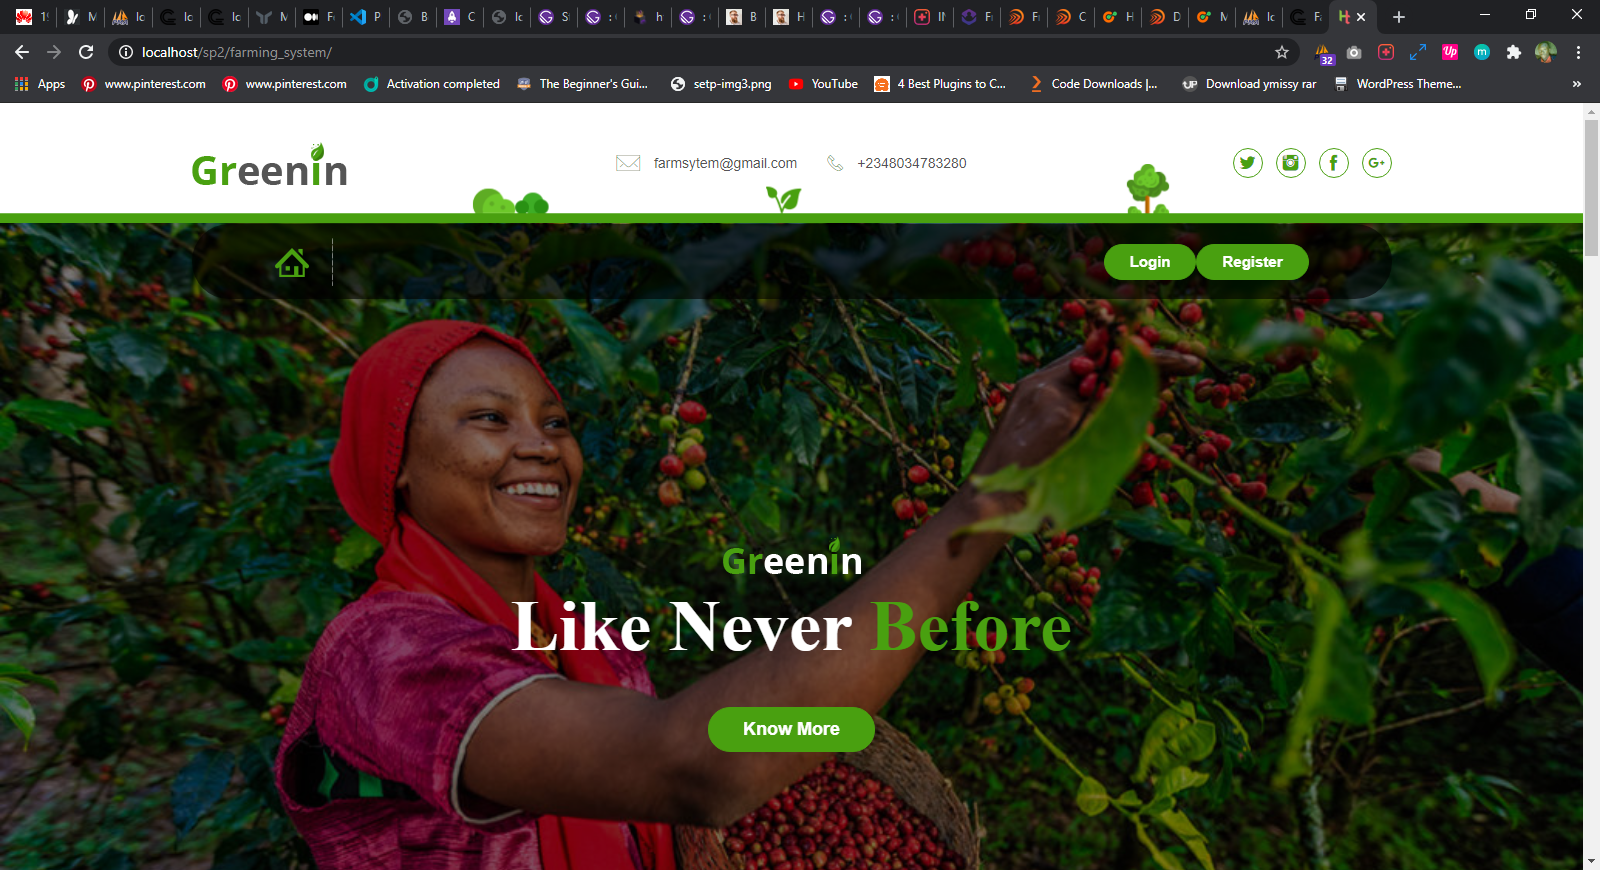 M
M
P
B
C
S
h
B
H
C
H
D
M
localhost/sp2/farming_system/
32
Up
m
Apps
www.pinterest.com
www.pinterest.com
Activation completed
The Beginner's Gui...
setp-img3.png
YouTube
4 Best Plugins to C...
Code Downloads |...
Download ymissy rar
WordPress Theme...
»
Greenin
farmsytem@gmail.com
+2348034783280
G+
Login
Register
Greenin
Like Never Before
Know More